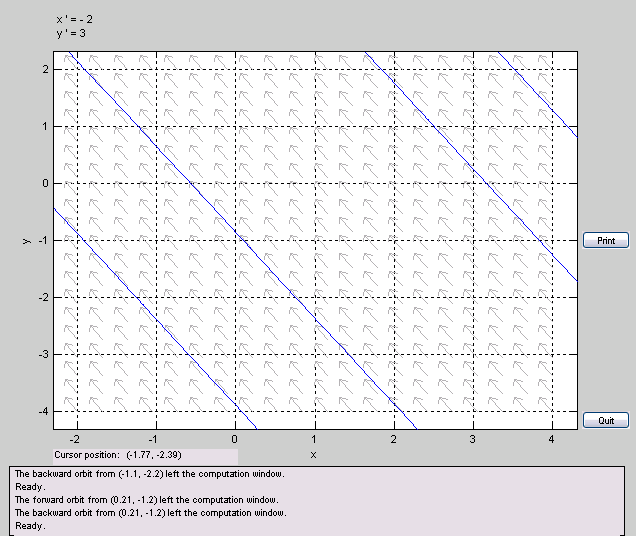 x ' = - 2
y ' = 3
2
1
0
-1
-2
-3
-4
y
-2
-1
0
1
2
3
4
x
Print
Quit
Cursor position: (-1.77, -2.39)
The backward orbit from (-1.1, -2.2) left the computation window.
Ready.
The forward orbit from (0.21, -1.2) left the computation window.
The backward orbit from (0.21, -1.2) left the computation window.
Ready.